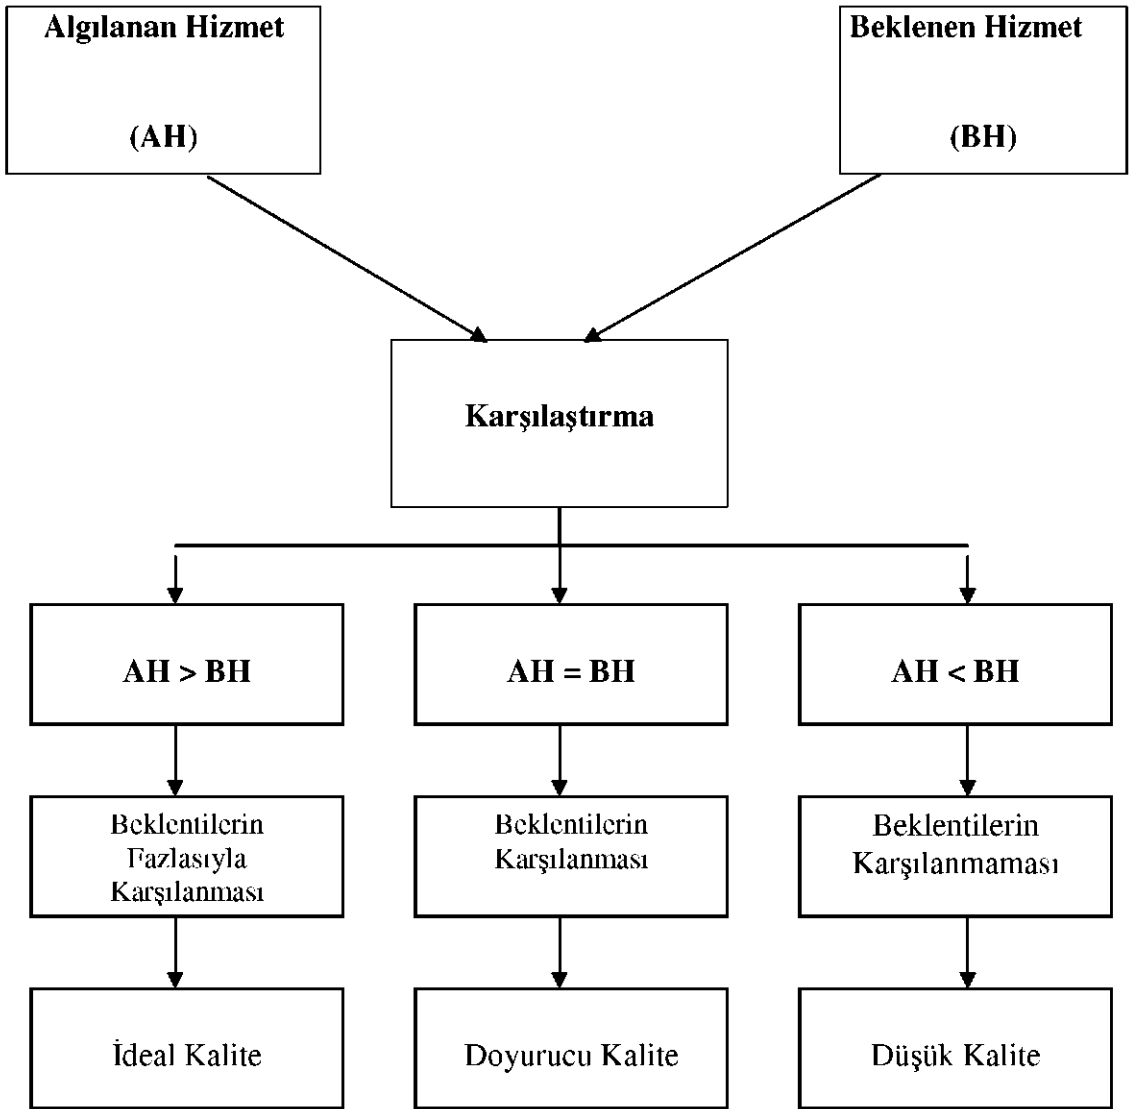 Algılanan Hizmet
(AH)
Beklenen Hizmet
(BH)
Karşılaştırma
AH > BH
AH = BH
AH < BH
Beklentilerin
Fazlasıyla
Karşılanması
Beklentilerin
Karşılanması
Beklentilerin
Karşılanmaması
İdeal Kalite
Doyurucu Kalite
Düşük Kalite